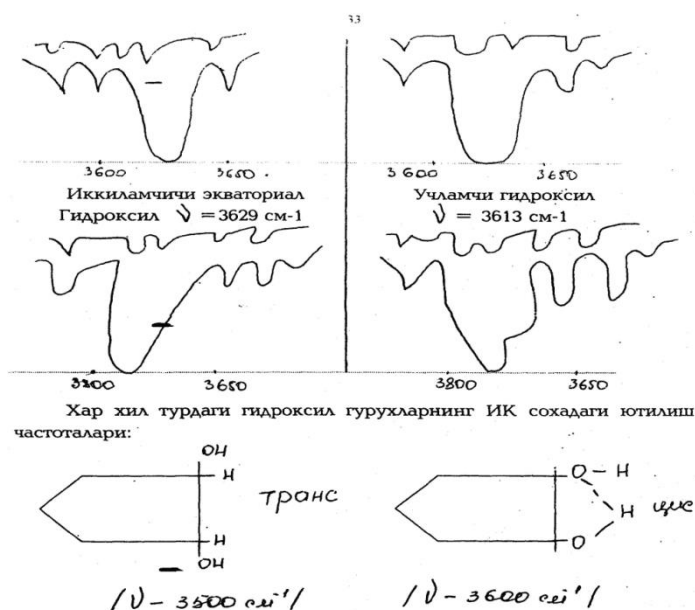 33
3600 3650
3600 3650
Иккиламчичи экваториал
Гидроксил ν̀ = 3629 см-1
Учламчи гидроксил
ν̀ = 3613 см-1
3200 3650
3800 3650
Хар хил турдаги гидроксил гурухларнинг ИК сохадаги ютилиш
частоталари:
OH
H
транс
H
OH
O – H
H
цис
O
/ν – 3500 см⁻¹/
/ν – 3600 см⁻¹/